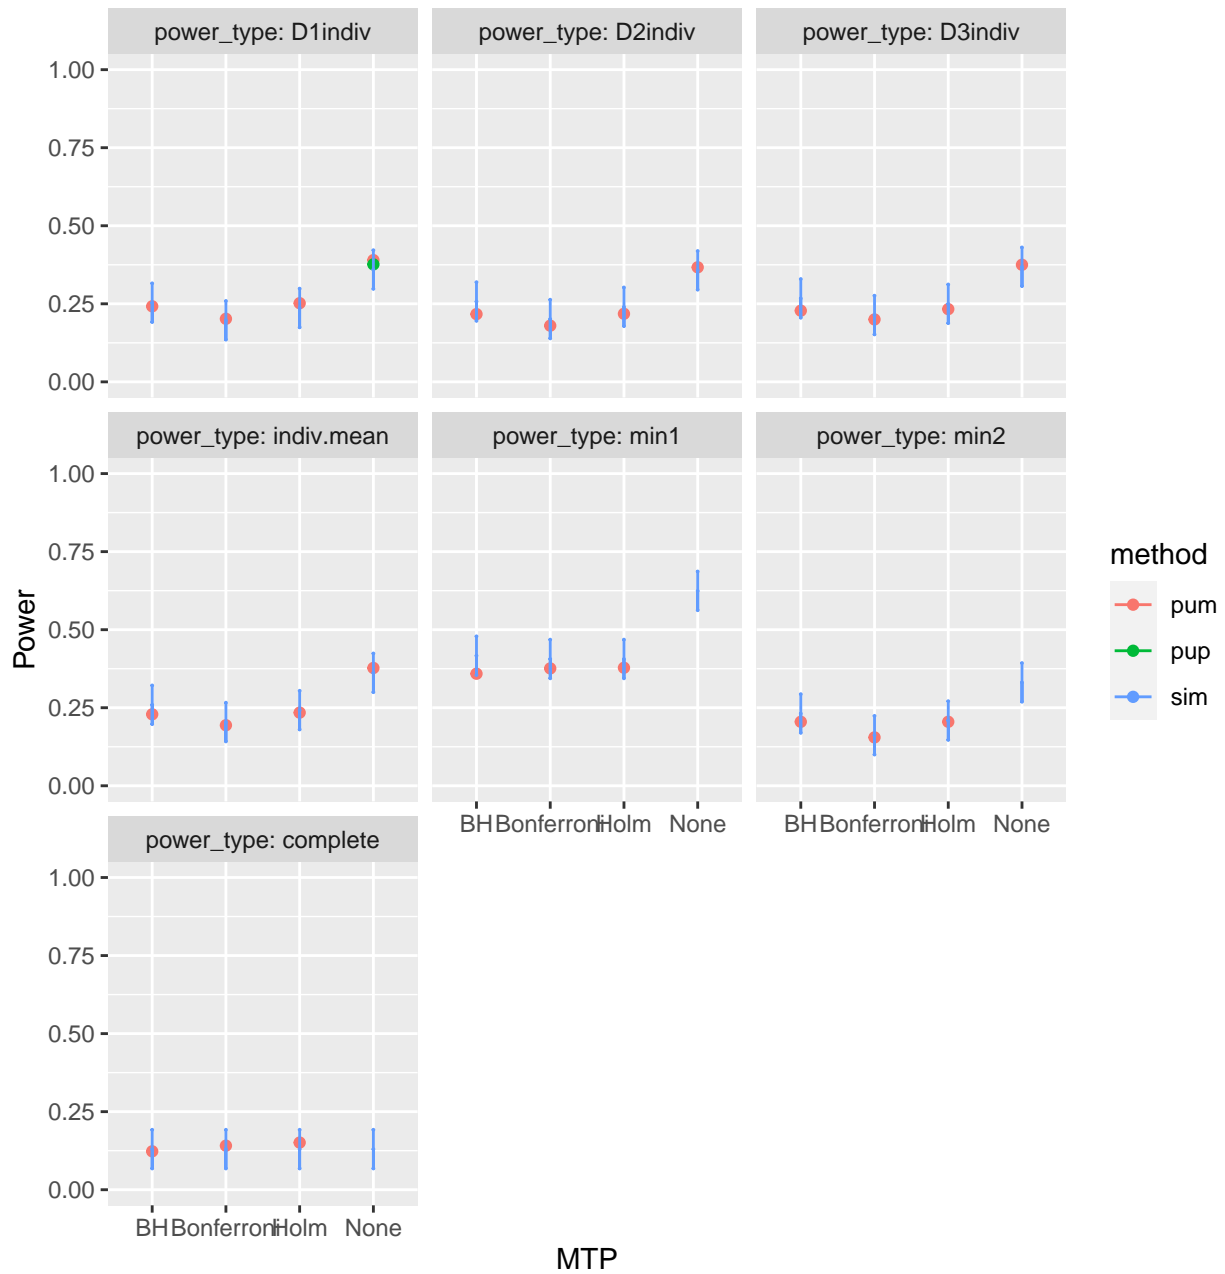 power_type: D1indiv
power_type: D2indiv
power_type: D3indiv
1.00
0.75
0.50
0.25
0.00
power_type: indiv.mean
power_type: min1
power_type: min2
1.00
0.75
0.50
0.25
0.00
BH Bonferroni Holm None
BH Bonferroni Holm None
power_type: complete
1.00
0.75
0.50
0.25
0.00
BH Bonferroni Holm None
MTP
Power
method
pum
pup
sim